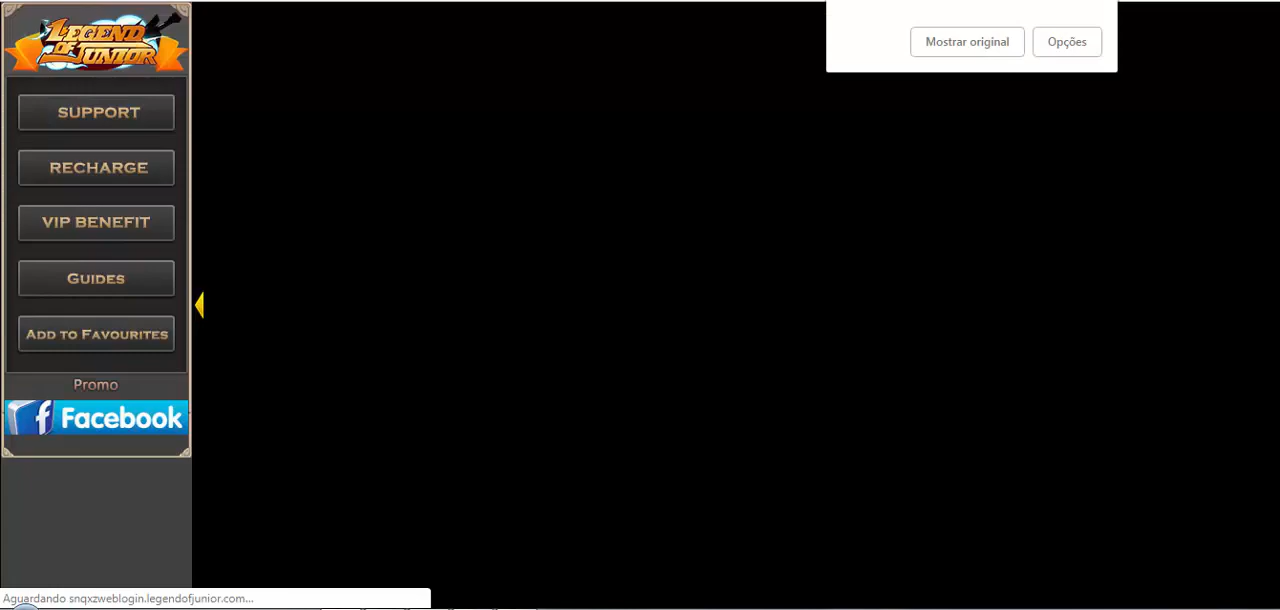 LEGEND
OF
JUNIOR
Mostrar original
Opções
SUPPORT
RECHARGE
VIP BENEFIT
GUIDES
ADD TO FAVOURITES
Promo
f Facebook
Aguardando snqxzweblogin.legendofjunior.com...